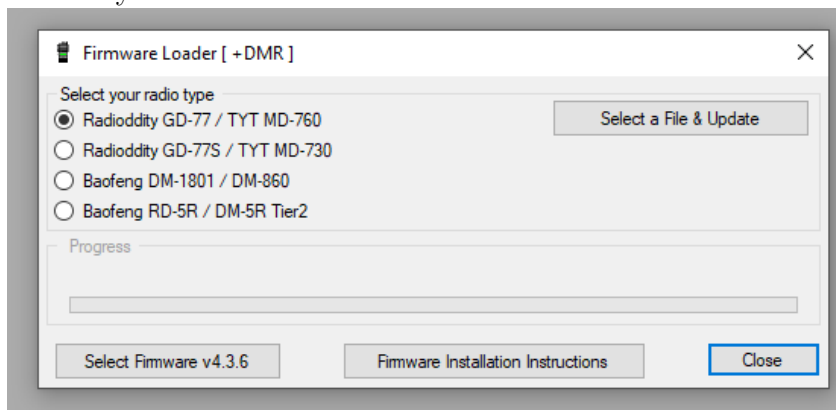 Firmware Loader [ +DMR ]
Select your radio type
Radioddity GD-77 / TYT MD-760
Select a File & Update
Radioddity GD-77S / TYT MD-730
Baofeng DM-1801 / DM-860
Baofeng RD-5R / DM-5R Tier2
Progress
Select Firmware v4.3.6
Firmware Installation Instructions
Close